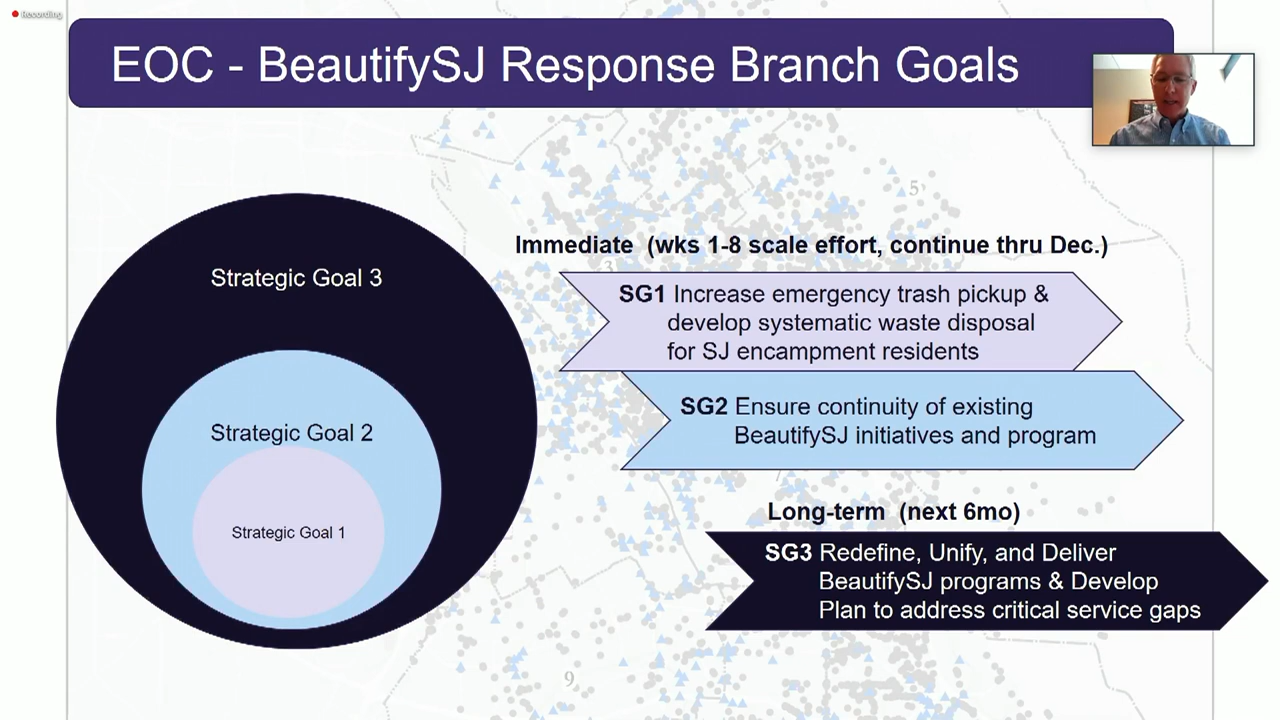 Recording
EOC - BeautifySJ Response Branch Goals
5
Immediate (wks 1-8 scale effort, continue thru Dec.)
3
Strategic Goal 3
SG1 Increase emergency trash pickup &
develop systematic waste disposal
for SJ encampment residents
SG2 Ensure continuity of existing
BeautifySJ initiatives and program
Strategic Goal 2
Long-term (next 6mo)
Strategic Goal 1
SG3 Redefine, Unify, and Deliver
BeautifySJ programs & Develop
Plan to address critical service gaps
9